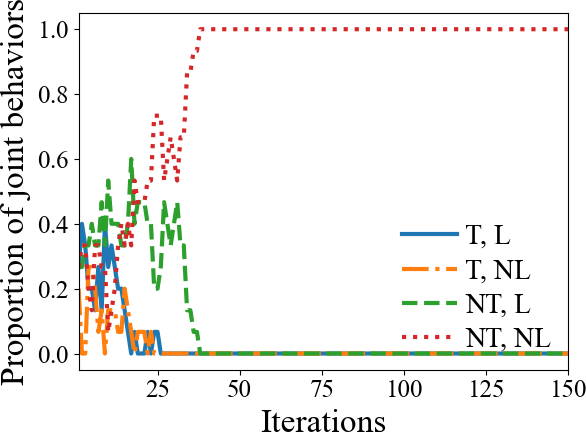 Proportion of joint behaviors
1.0
0.8
0.6
0.4
0.2
0.0
T, L
T, NL
NT, L
NT, NL
25 50 75 100 125 150
Iterations